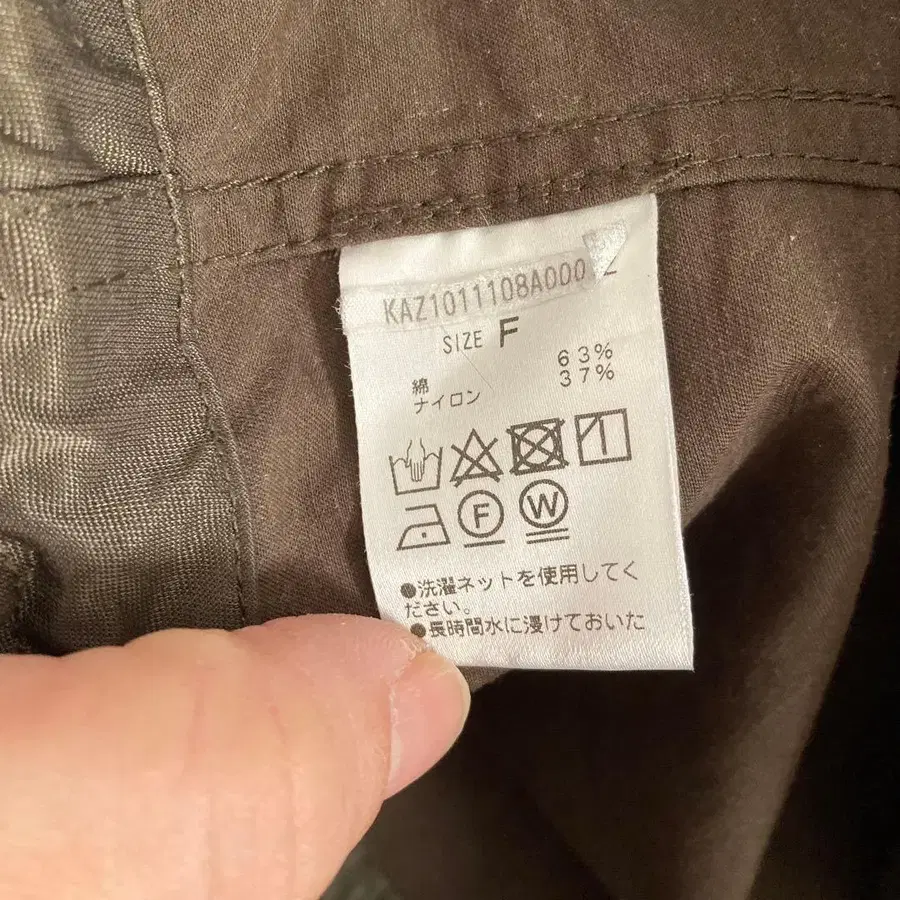 KAZ1011108A000
SIZE F
綿 63%
ナイロン 37%
F W
●洗濯ネットを使用してく
ださい。
●長時間水に浸けておいた